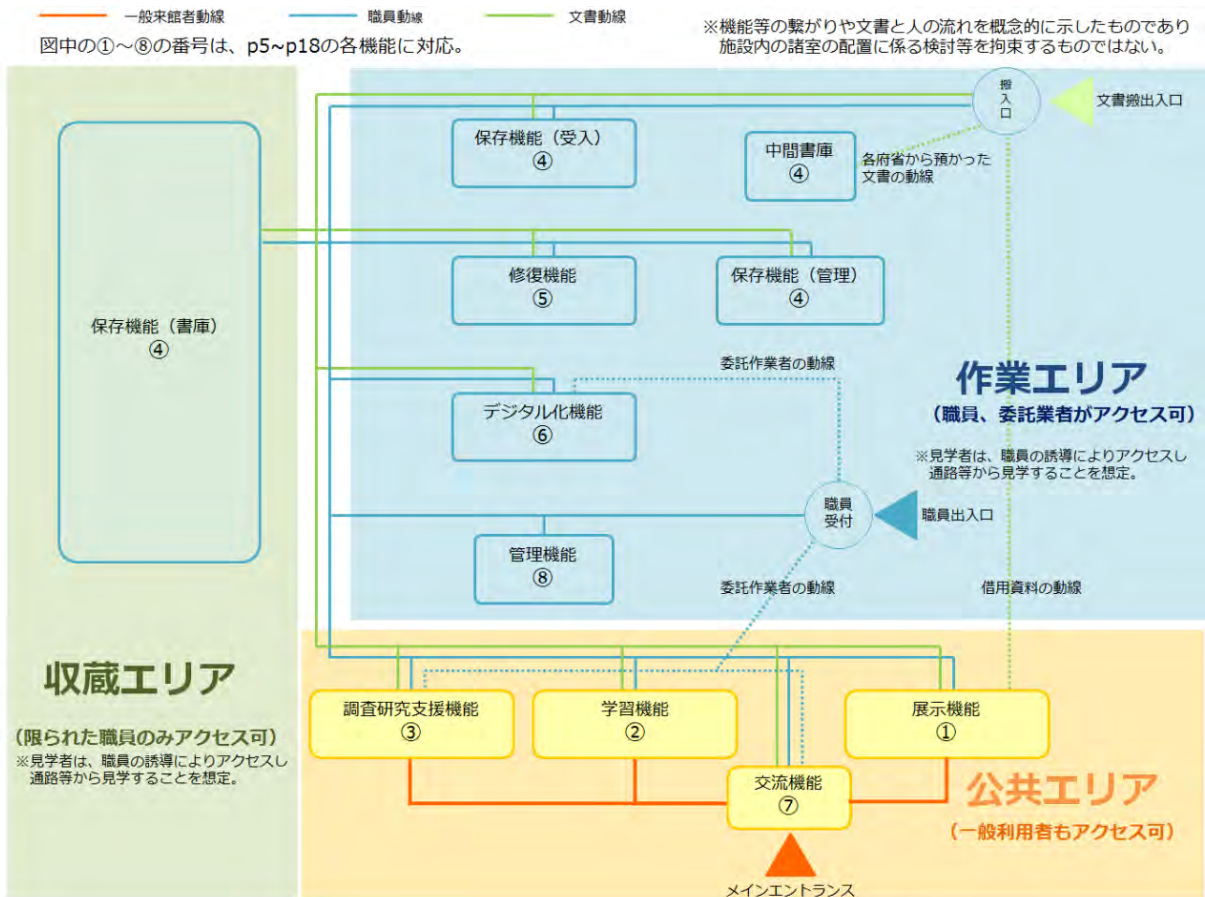 一般来館者動線
職員動線
文書動線
図中の①~⑧の番号は、p5~p18の各機能に対応。
※機能等の繋がりや文書と人の流れを概念的に示したものであり
施設内の諸室の配置に係る検討等を拘束するものではない。
搬入口
文書搬出入口
保存機能(受入)
④
中間書庫
④
各府省から預かった
文書の動線
修復機能
⑤
保存機能(管理)
④
保存機能(書庫)
④
委託作業者の動線
作業エリア
(職員、委託業者がアクセス可)
デジタル化機能
⑥
※見学者は、職員の誘導によりアクセスし
通路等から見学することを想定。
職員
受付
職員出入口
管理機能
⑧
委託作業者の動線
借用資料の動線
収蔵エリア
(限られた職員のみアクセス可)
※見学者は、職員の誘導によりアクセスし
通路等から見学することを想定。
調査研究支援機能
③
学習機能
②
展示機能
①
交流機能
⑦
公共エリア
(一般利用者もアクセス可)
メインエントランス